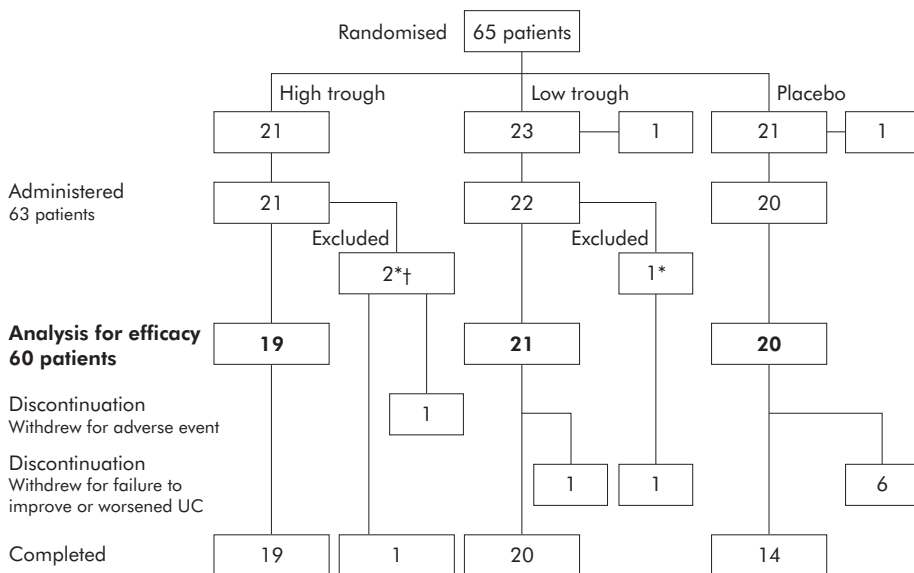 Randomised
65 patients
High trough
Low trough
Placebo
21
23
1
21
1
Administered
63 patients
21
22
20
Excluded
Excluded
2*†
1*
Analysis for efficacy
60 patients
19
21
20
Discontinuation
Withdrew for adverse event
1
Discontinuation
Withdrew for failure to
improve or worsened UC
1
1
6
Completed
19
1
20
14